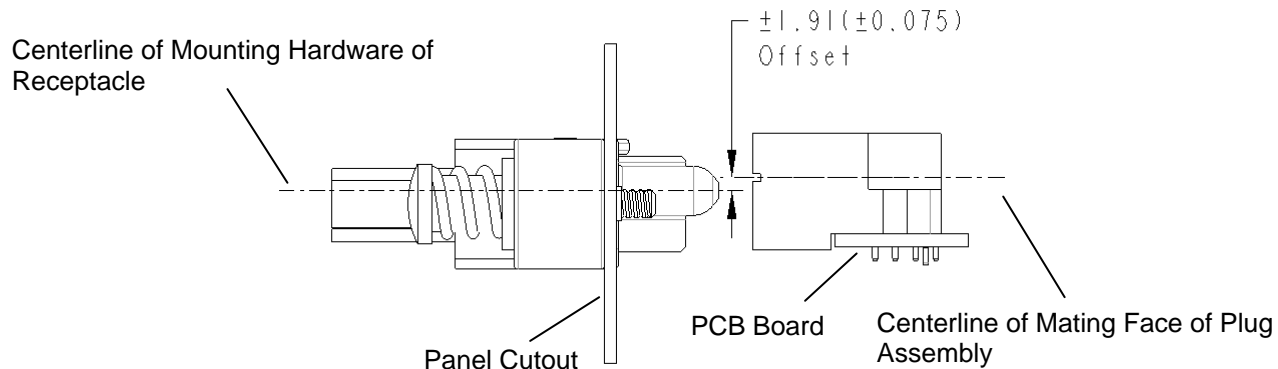 ±1.91(±0.075)
Offset
Centerline of Mounting Hardware of
Receptacle
PCB Board
Centerline of Mating Face of Plug
Assembly
Panel Cutout